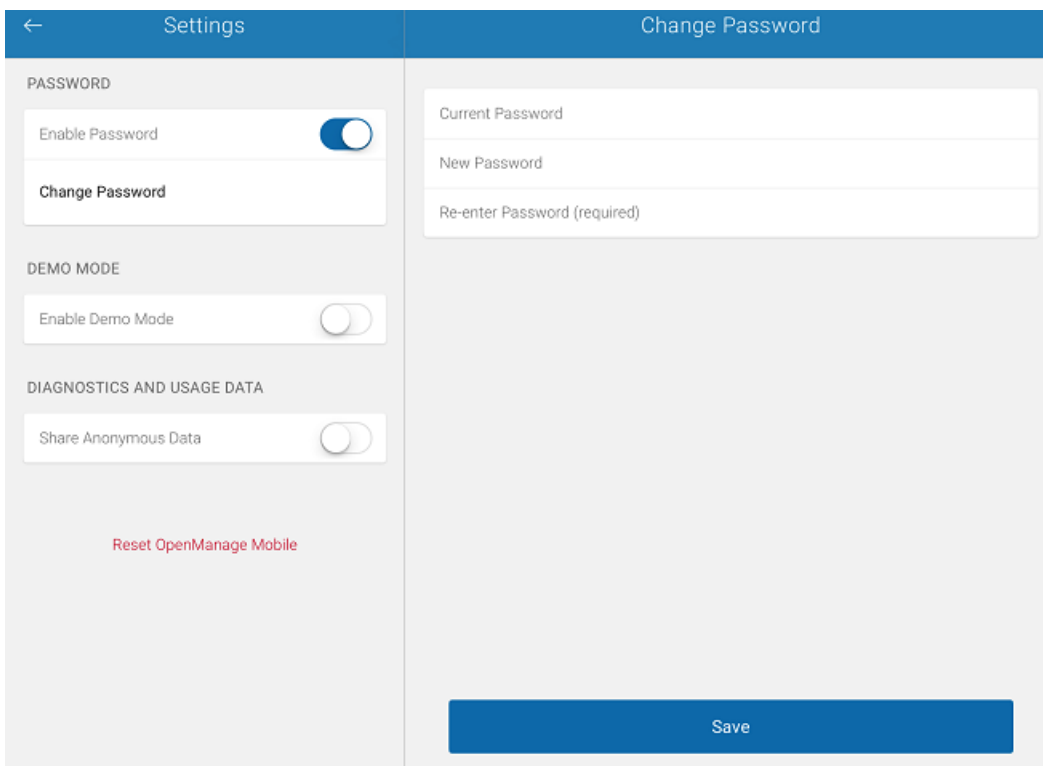 Settings
PASSWORD
Enable Password
Change Password
DEMO MODE
Enable Demo Mode
DIAGNOSTICS AND USAGE DATA
Share Anonymous Data
Reset OpenManage Mobile
Change Password
Current Password
New Password
Re-enter Password (required)
Save